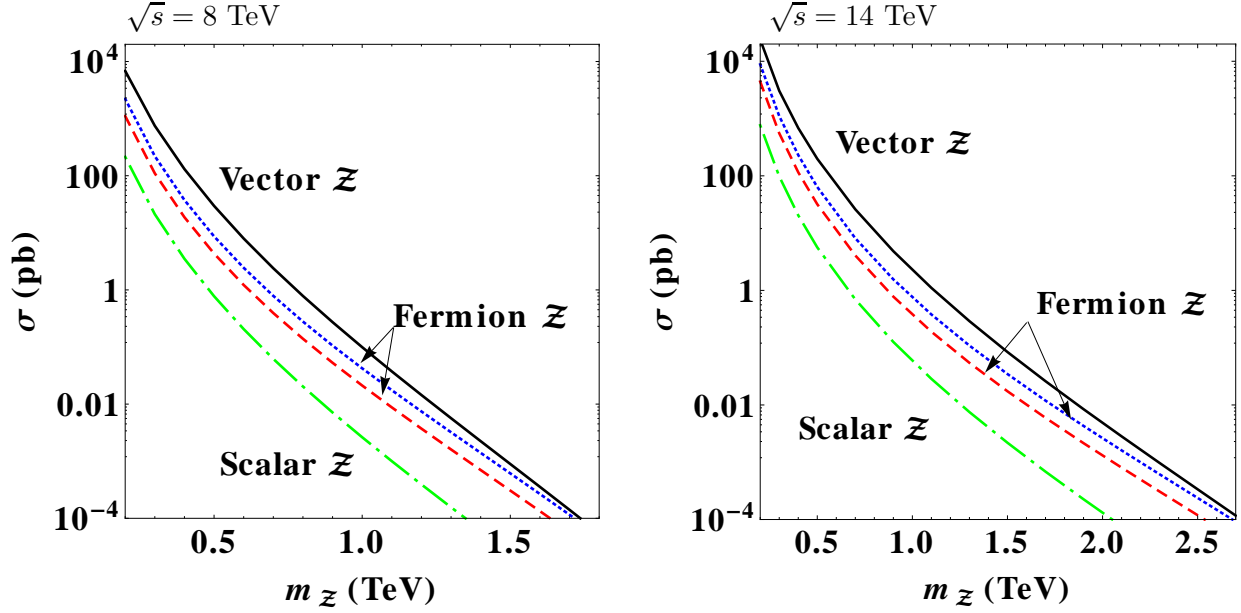 √s = 8 TeV
10^4
100
1
0.01
10^-4
σ (pb)
Vector 𝒵
Fermion 𝒵
Scalar 𝒵
0.5 1.0 1.5
m_𝒵 (TeV)
√s = 14 TeV
10^4
100
1
0.01
10^-4
σ (pb)
Vector 𝒵
Fermion 𝒵
Scalar 𝒵
0.5 1.0 1.5 2.0 2.5
m_𝒵 (TeV)